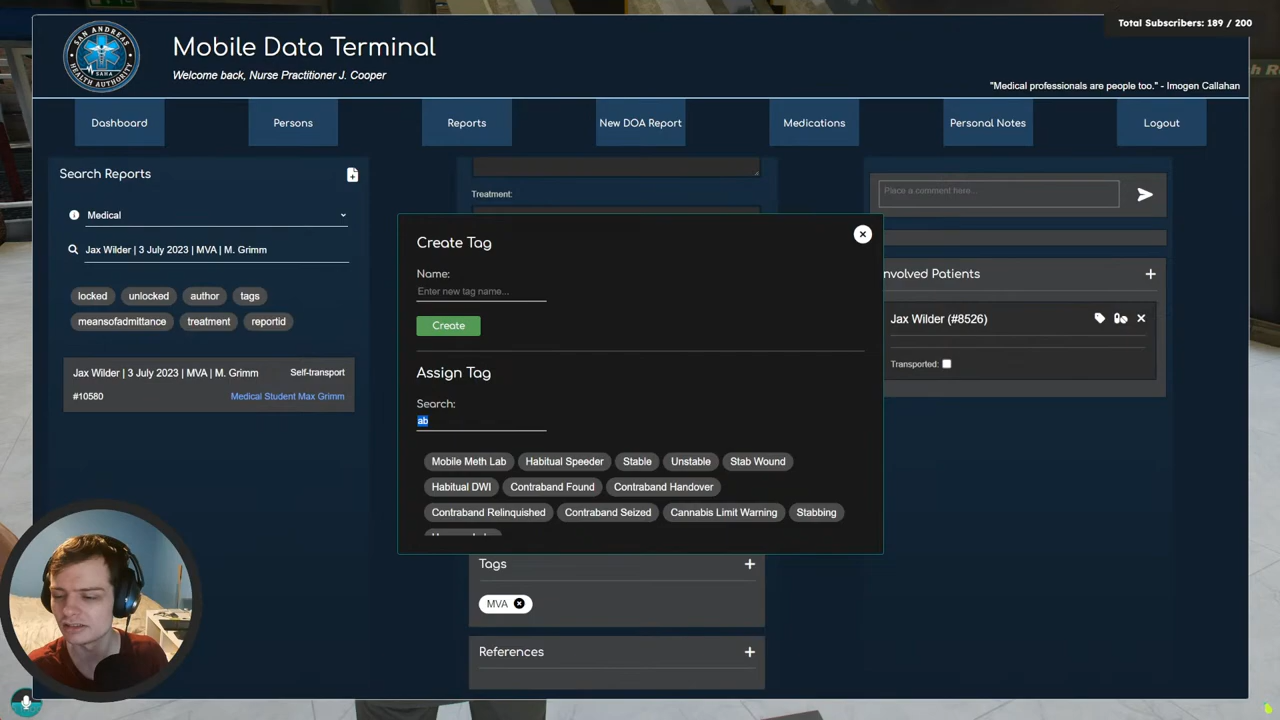 Total Subscribers: 189 / 200
SAN ANDREAS
SAHA
HEALTH AUTHORITY
Mobile Data Terminal
Welcome back, Nurse Practitioner J. Cooper
"Medical professionals are people too." - Imogen Callahan
Dashboard
Persons
Reports
New DOA Report
Medications
Personal Notes
Logout
Search Reports
Medical
Jax Wilder | 3 July 2023 | MVA | M. Grimm
locked
unlocked
author
tags
meansofadmittance
treatment
reportid
Jax Wilder | 3 July 2023 | MVA | M. Grimm
Self-transport
#10580
Medical Student Max Grimm
Treatment:
Create Tag
Name:
Enter new tag name...
Create
Assign Tag
Search:
ab
Mobile Meth Lab
Habitual Speeder
Stable
Unstable
Stab Wound
Habitual DWI
Contraband Found
Contraband Handover
Contraband Relinquished
Contraband Seized
Cannabis Limit Warning
Stabbing
Tags
MVA
References
Place a comment here...
nvolved Patients
Jax Wilder (#8526)
Transported: